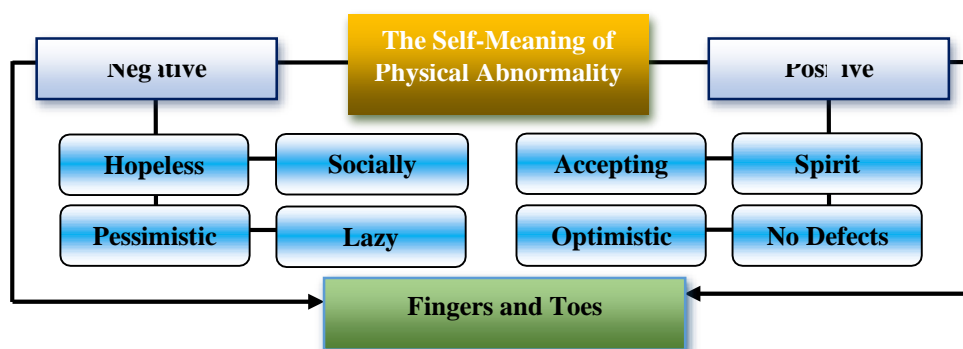 The Self-Meaning of
Physical Abnormality
Negative
Positive
Hopeless
Socially
Accepting
Spirit
Pessimistic
Lazy
Optimistic
No Defects
Fingers and Toes